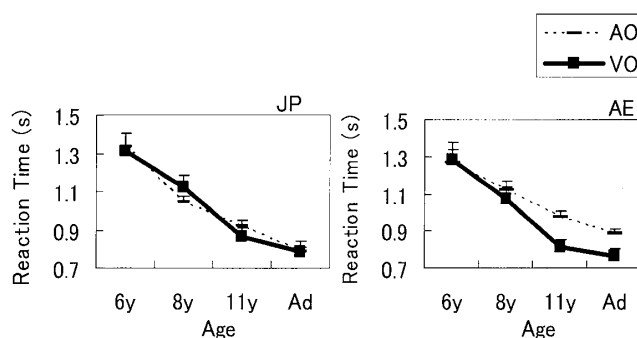 AO
VO
JP
AE
Reaction Time (s)
1.5
1.3
1.1
0.9
0.7
6y 8y 11y Ad
Age
Reaction Time (s)
1.5
1.3
1.1
0.9
0.7
6y 8y 11y Ad
Age